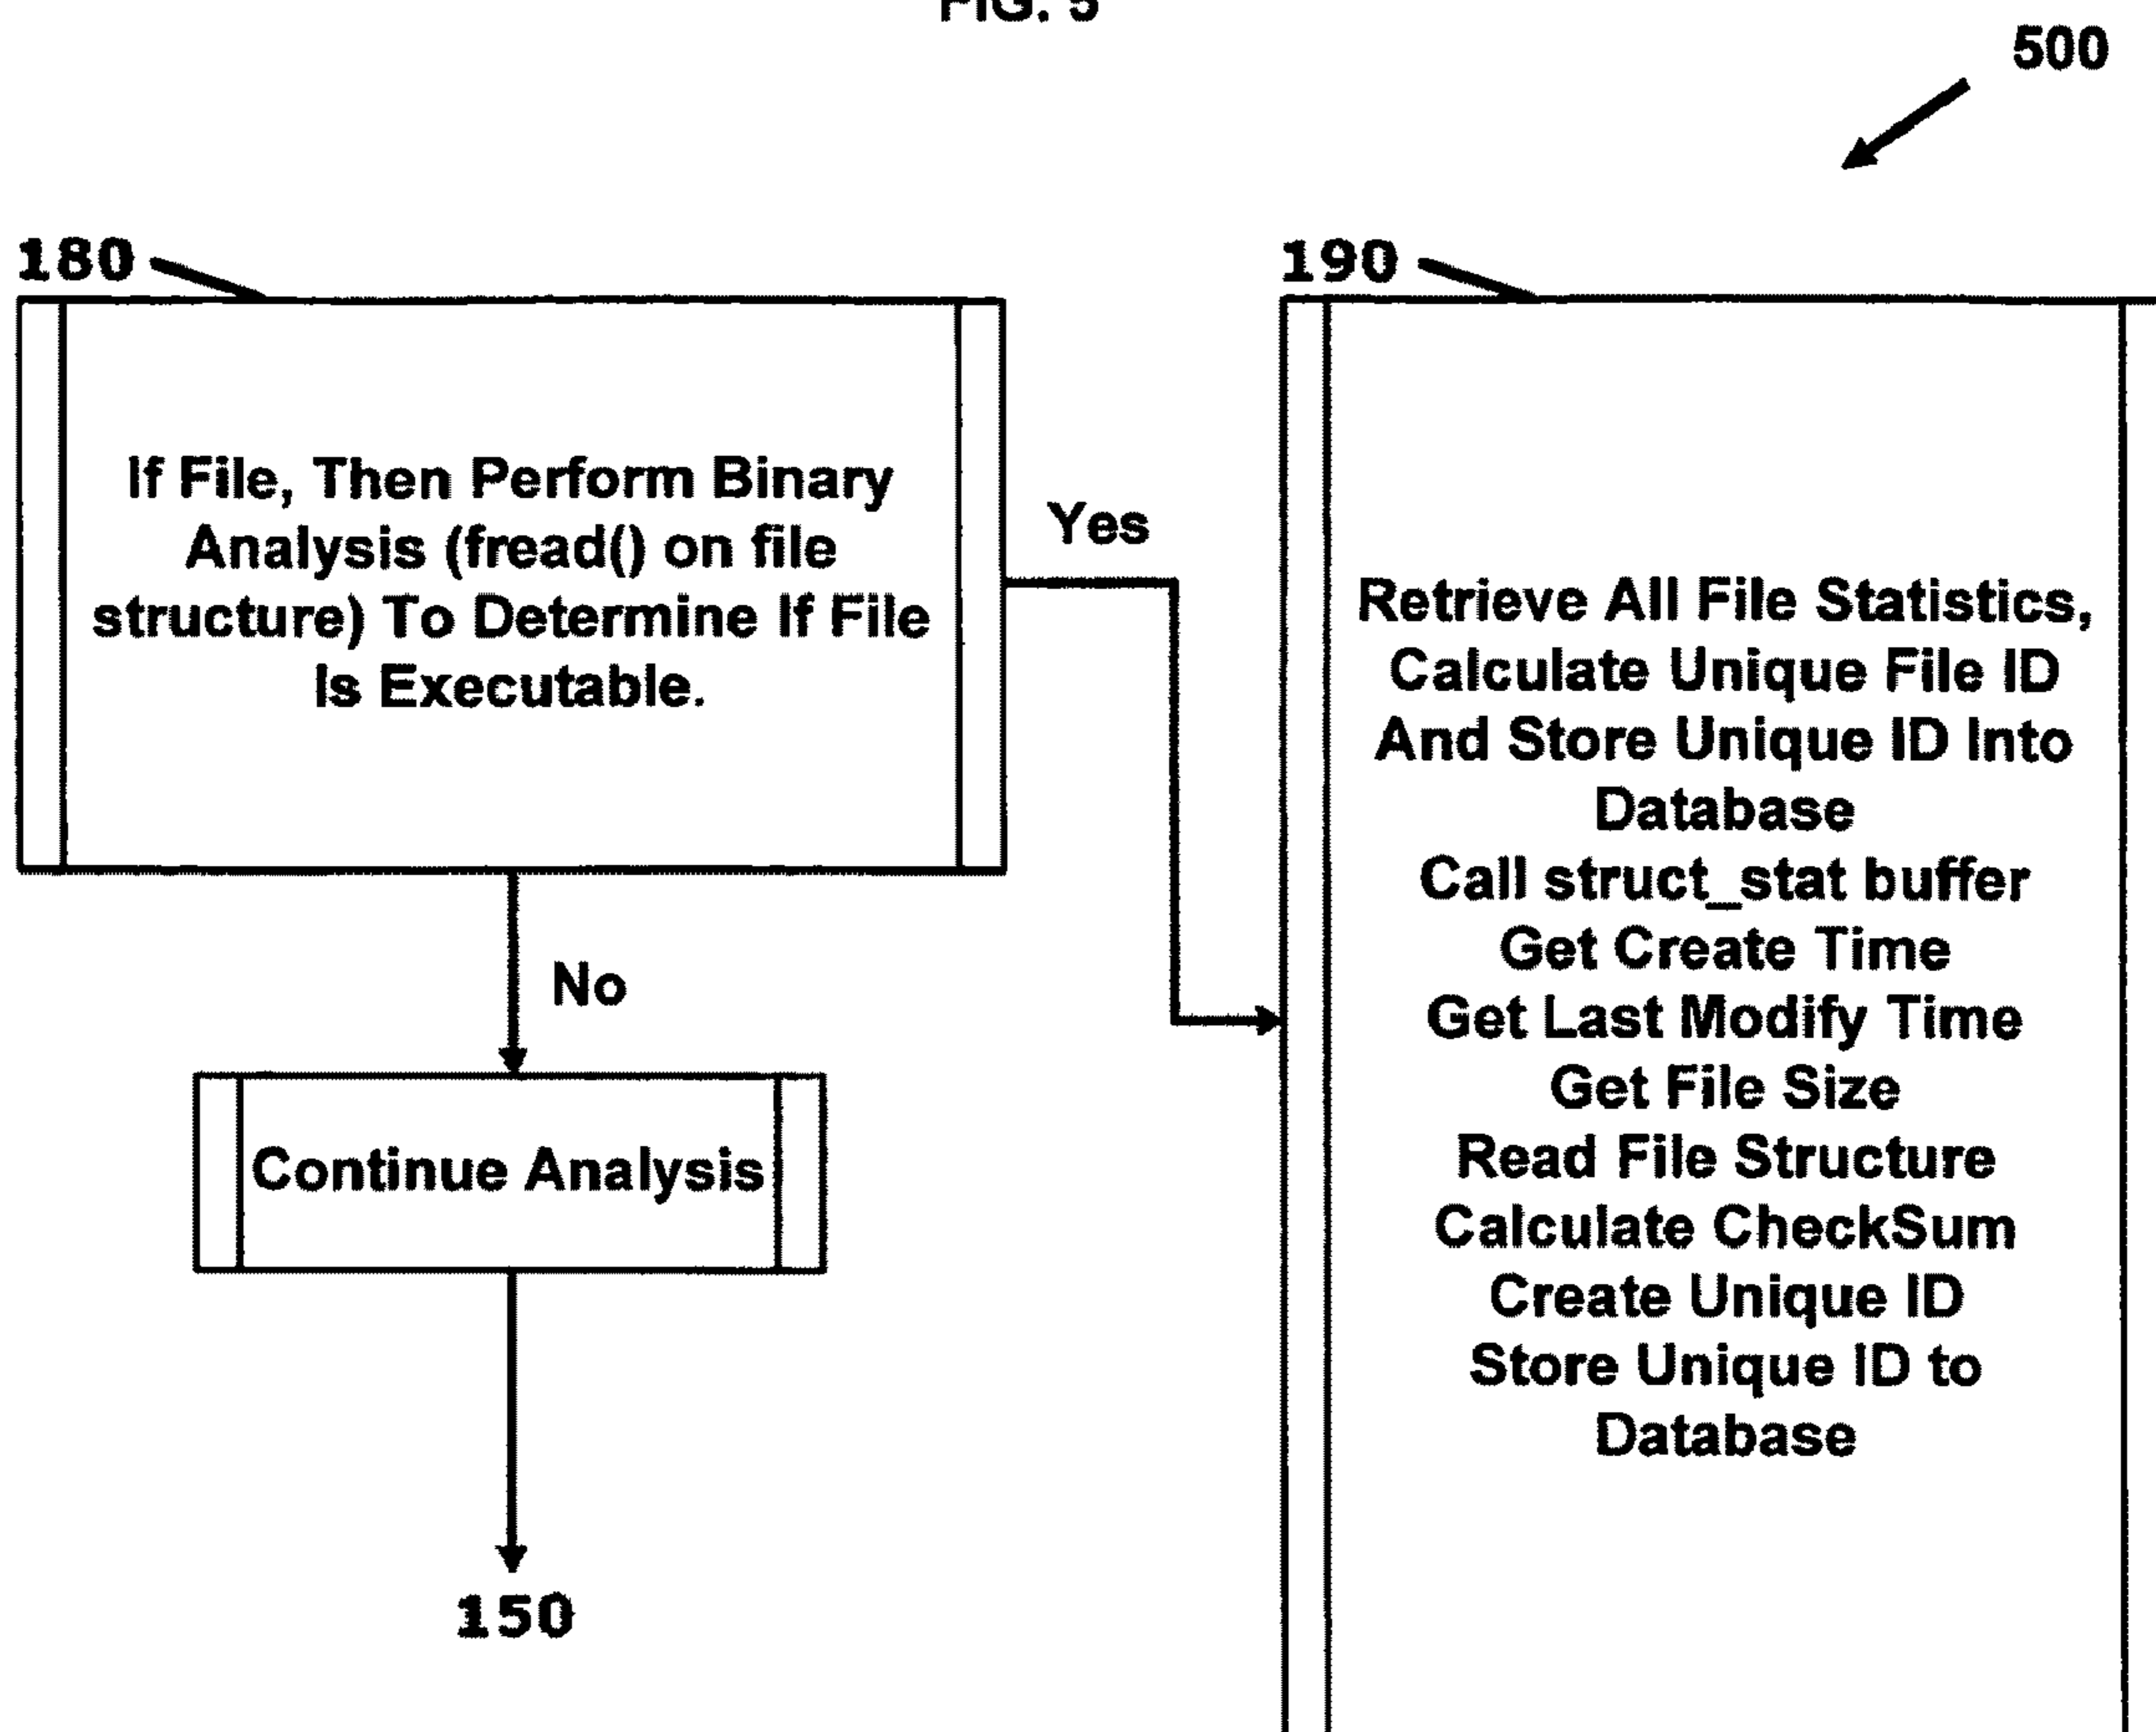 FIG. 5
500
180
If File, Then Perform Binary
Analysis (fread() on file
structure) To Determine If File
Is Executable.
Yes
No
Continue Analysis
150
190
Retrieve All File Statistics,
Calculate Unique File ID
And Store Unique ID Into
Database
Call struct_stat buffer
Get Create Time
Get Last Modify Time
Get File Size
Read File Structure
Calculate CheckSum
Create Unique ID
Store Unique ID to
Database